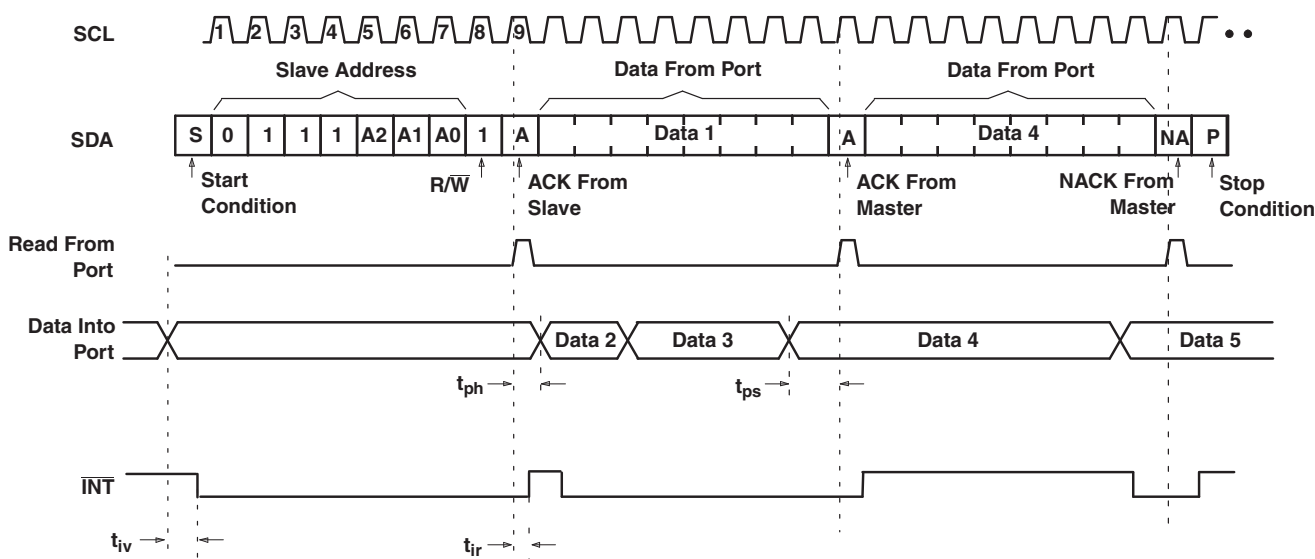 SCL
1 2 3 4 5 6 7 8 9
Slave Address Data From Port Data From Port
SDA
S 0 1 1 1 A2 A1 A0 1 A Data 1 A Data 4 NA P
Start
Condition
R/W̅
ACK From
Slave
ACK From
Master
NACK From
Master
Stop
Condition
Read From
Port
Data Into
Port
Data 2 Data 3 Data 4 Data 5
tph
tps
I̅N̅T̅
tiv
tir